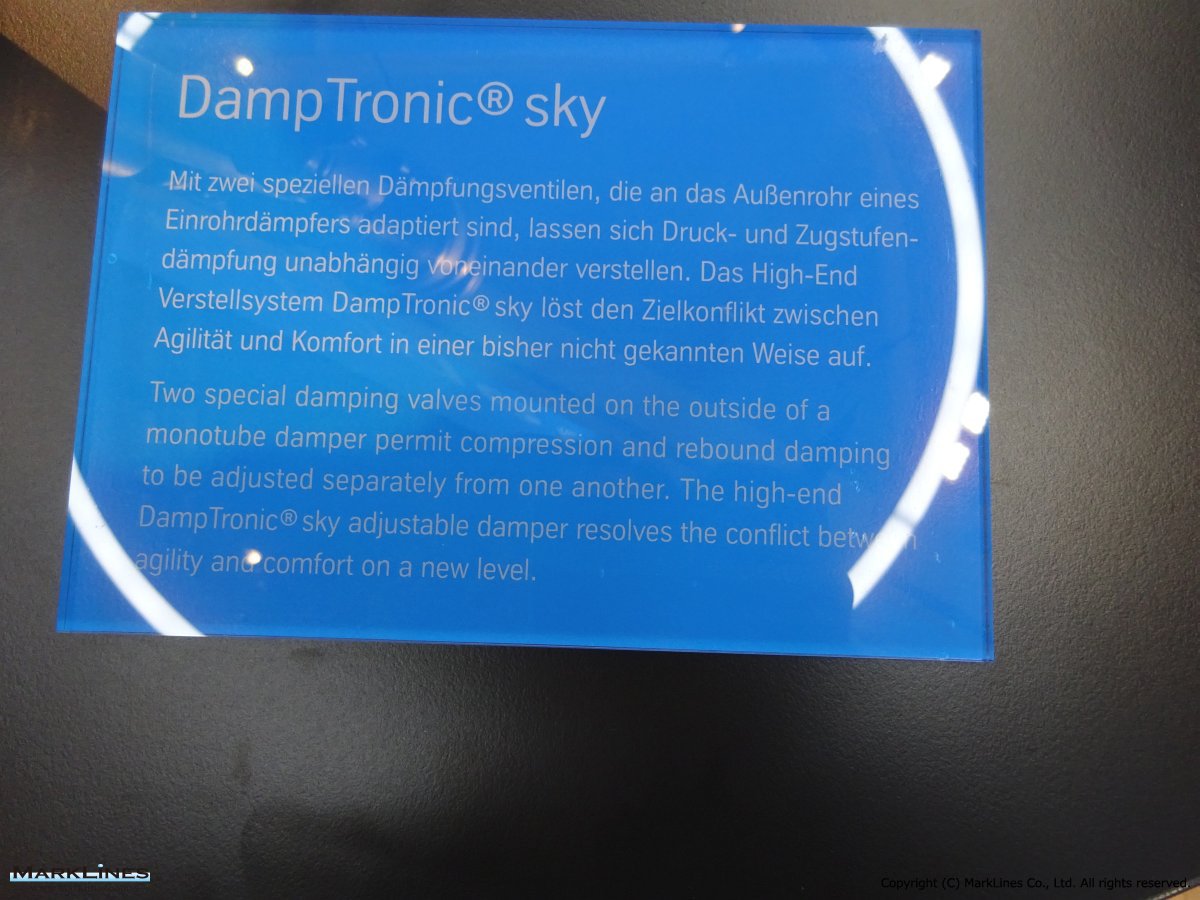 DampTronic® sky
Mit zwei speziellen Dämpfungsventilen, die an das Außenrohr eines
Einrohrdämpfers adaptiert sind, lassen sich Druck- und Zugstufen-
dämpfung unabhängig voneinander verstellen. Das High-End
Verstellsystem DampTronic® sky löst den Zielkonflikt zwischen
Agilität und Komfort in einer bisher nicht gekannten Weise auf.
Two special damping valves mounted on the outside of a
monotube damper permit compression and rebound damping
to be adjusted separately from one another. The high-end
DampTronic® sky adjustable damper resolves the conflict between
agility and comfort on a new level.
MARKLINES
Copyright (C) MarkLines Co., Ltd. All rights reserved.